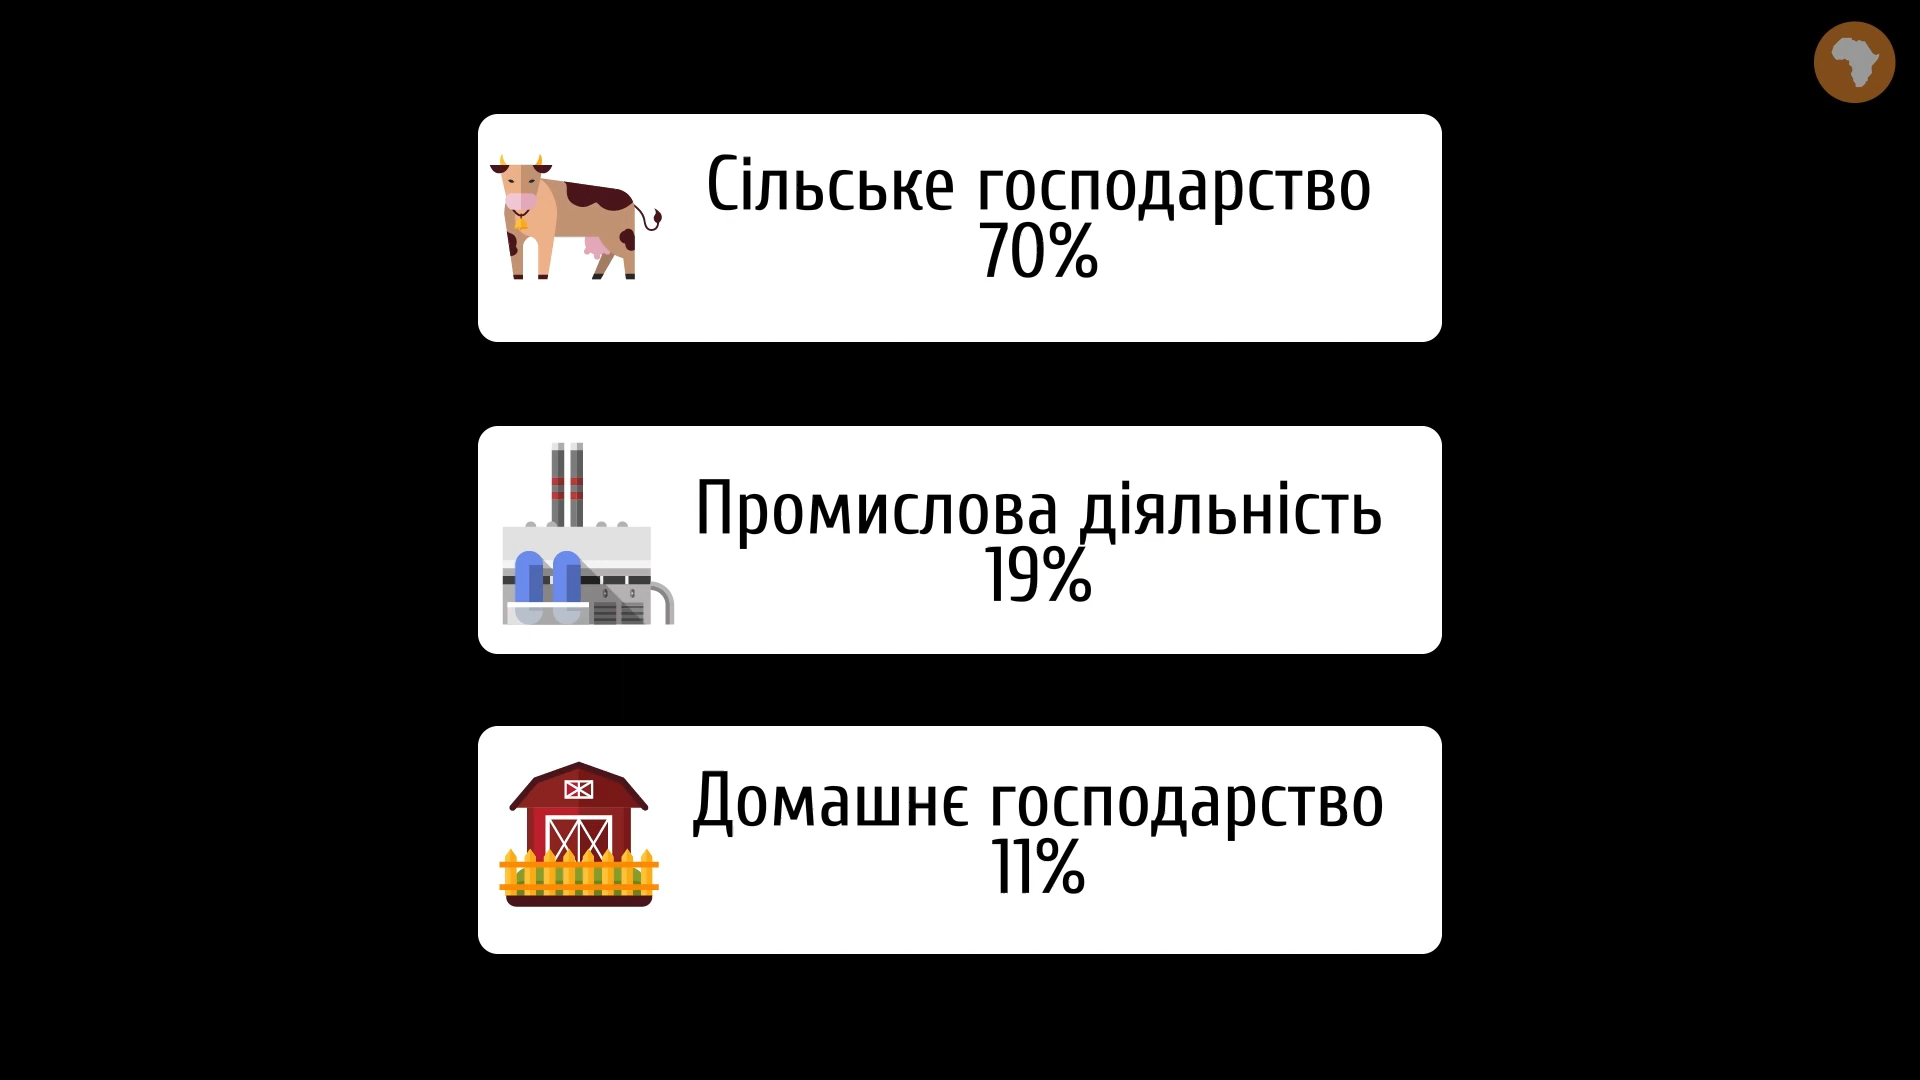 Сільське господарство
70%
Промислова діяльність
19%
Домашнє господарство
11%